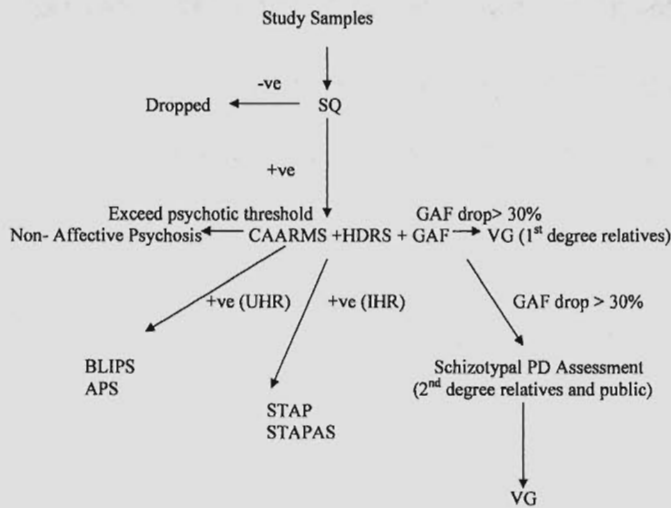 Study Samples
-ve
Dropped
SQ
+ve
Exceed psychotic threshold
GAF drop> 30%
Non- Affective Psychosis
CAARMS +HDRS + GAF
VG (1st degree relatives)
+ve (UHR)
+ve (IHR)
GAF drop > 30%
BLIPS
APS
Schizotypal PD Assessment
(2nd degree relatives and public)
STAP
STAPAS
VG